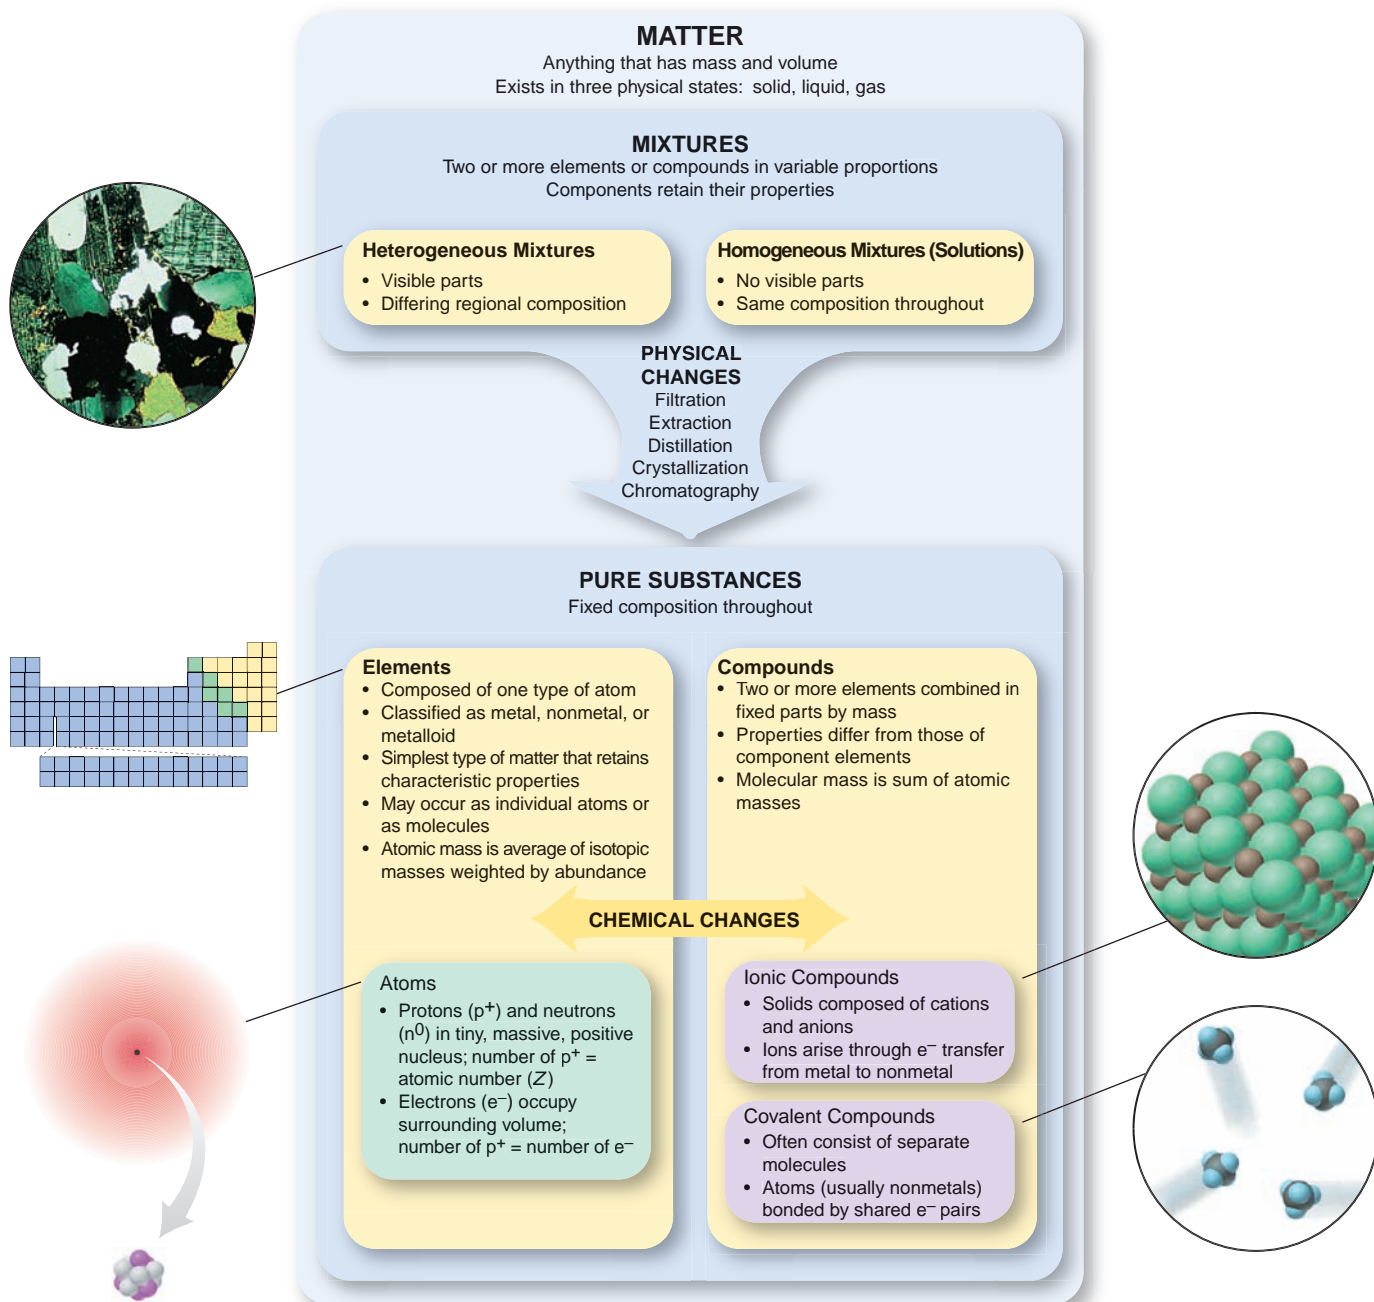 MATTER
Anything that has mass and volume
Exists in three physical states: solid, liquid, gas
MIXTURES
Two or more elements or compounds in variable proportions
Components retain their properties
Heterogeneous Mixtures
• Visible parts
• Differing regional composition
Homogeneous Mixtures (Solutions)
• No visible parts
• Same composition throughout
PHYSICAL
CHANGES
Filtration
Extraction
Distillation
Crystallization
Chromatography
PURE SUBSTANCES
Fixed composition throughout
Elements
• Composed of one type of atom
• Classified as metal, nonmetal, or
metalloid
• Simplest type of matter that retains
characteristic properties
• May occur as individual atoms or
as molecules
• Atomic mass is average of isotopic
masses weighted by abundance
Compounds
• Two or more elements combined in
fixed parts by mass
• Properties differ from those of
component elements
• Molecular mass is sum of atomic
masses
CHEMICAL CHANGES
Atoms
• Protons (p⁺) and neutrons
(n⁰) in tiny, massive, positive
nucleus; number of p⁺ =
atomic number (Z)
• Electrons (e⁻) occupy
surrounding volume;
number of p⁺ = number of e⁻
Ionic Compounds
• Solids composed of cations
and anions
• Ions arise through e⁻ transfer
from metal to nonmetal
Covalent Compounds
• Often consist of separate
molecules
• Atoms (usually nonmetals)
bonded by shared e⁻ pairs